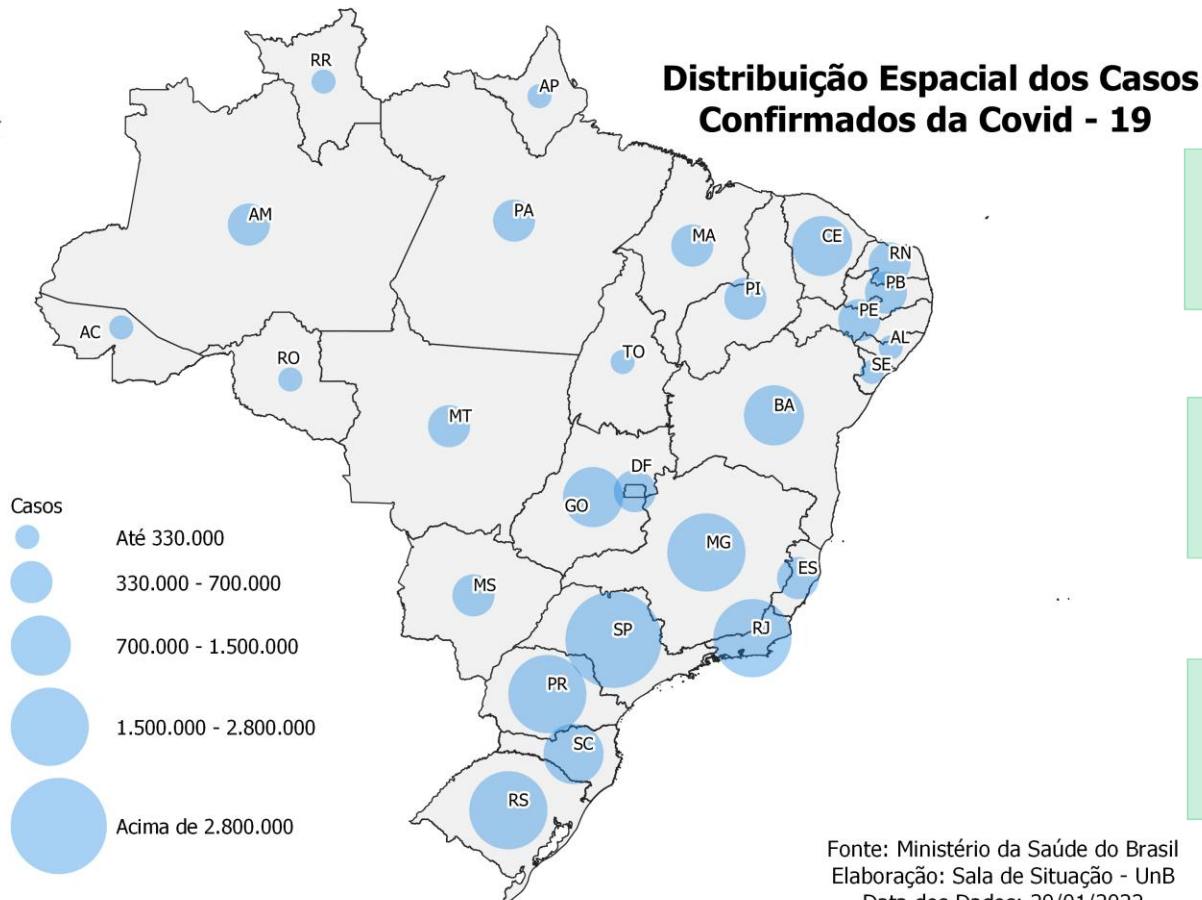 Distribuição Espacial dos Casos
Confirmados da Covid - 19
RR
AP
AM
PA
MA
CE
RN
PI
PB
PE
AC
AL
TO
SE
RO
BA
MT
DF
GO
MG
ES
MS
SP
RJ
PR
SC
RS
Casos
Até 330.000
330.000 - 700.000
700.000 - 1.500.000
1.500.000 - 2.800.000
Acima de 2.800.000
Fonte: Ministério da Saúde do Brasil
Elaboração: Sala de Situação - UnB
Data dos Dados: